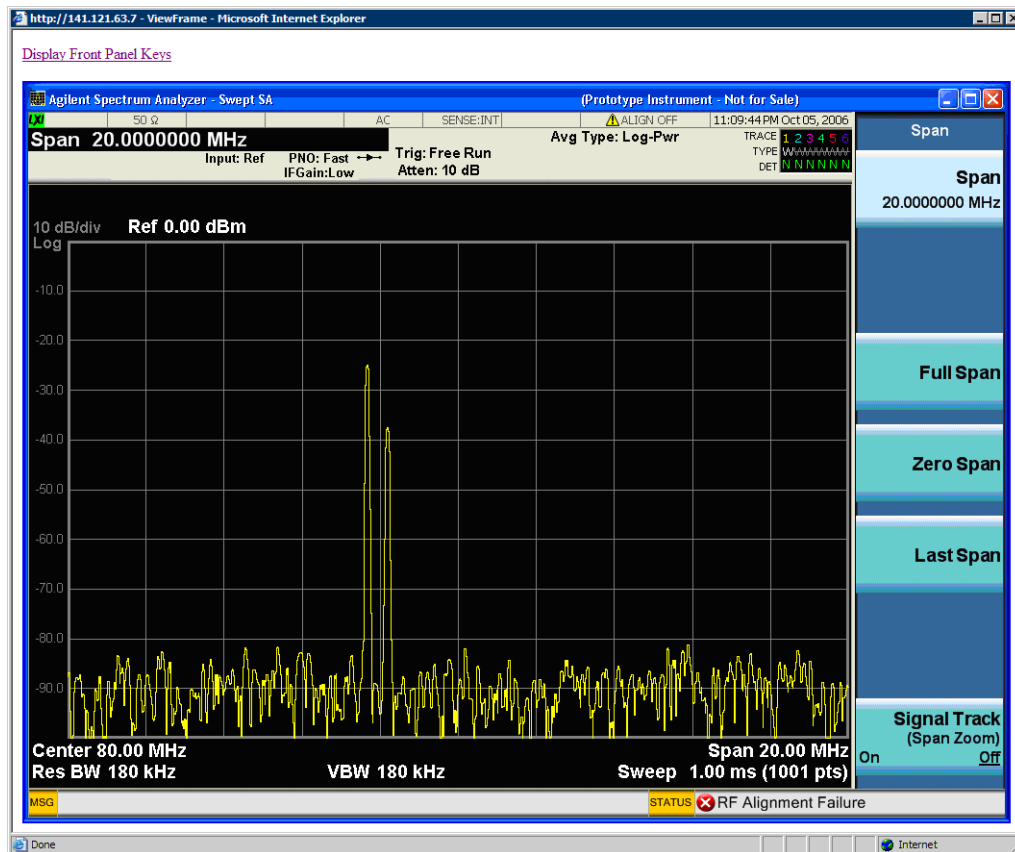 http://141.121.63.7 - ViewFrame - Microsoft Internet Explorer
Display Front Panel Keys
Agilent Spectrum Analyzer - Swept SA (Prototype Instrument - Not for Sale)
LXI 50 Ω AC SENSE:INT ALIGN OFF 11:09:44 PM Oct 05, 2006
Span 20.0000000 MHz
Input: Ref
PNO: Fast
IFGain:Low
Trig: Free Run
Atten: 10 dB
Avg Type: Log-Pwr
TRACE 1 2 3 4 5 6
TYPE WWWWWW
DET N N N N N N
10 dB/div Ref 0.00 dBm
Log
-10.0
-20.0
-30.0
-40.0
-50.0
-60.0
-70.0
-80.0
-90.0
Center 80.00 MHz Span 20.00 MHz
Res BW 180 kHz VBW 180 kHz Sweep 1.00 ms (1001 pts)
Span
Span
20.0000000 MHz
Full Span
Zero Span
Last Span
Signal Track
(Span Zoom)
On Off
MSG STATUS RF Alignment Failure
Done Internet